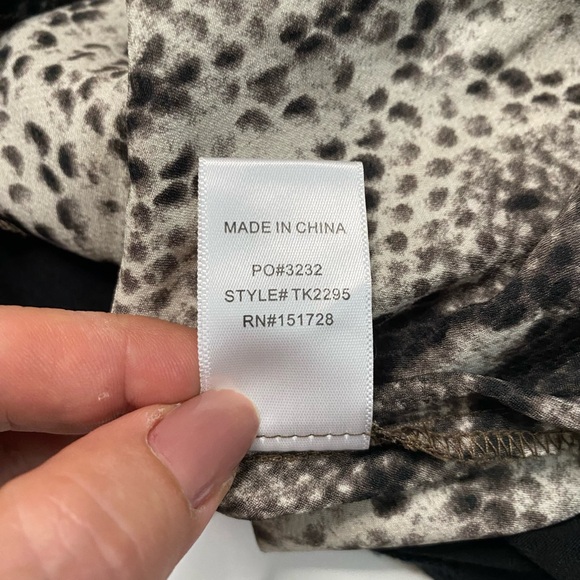 MADE IN CHINA
PO#3232
STYLE# TK2295
RN#151728